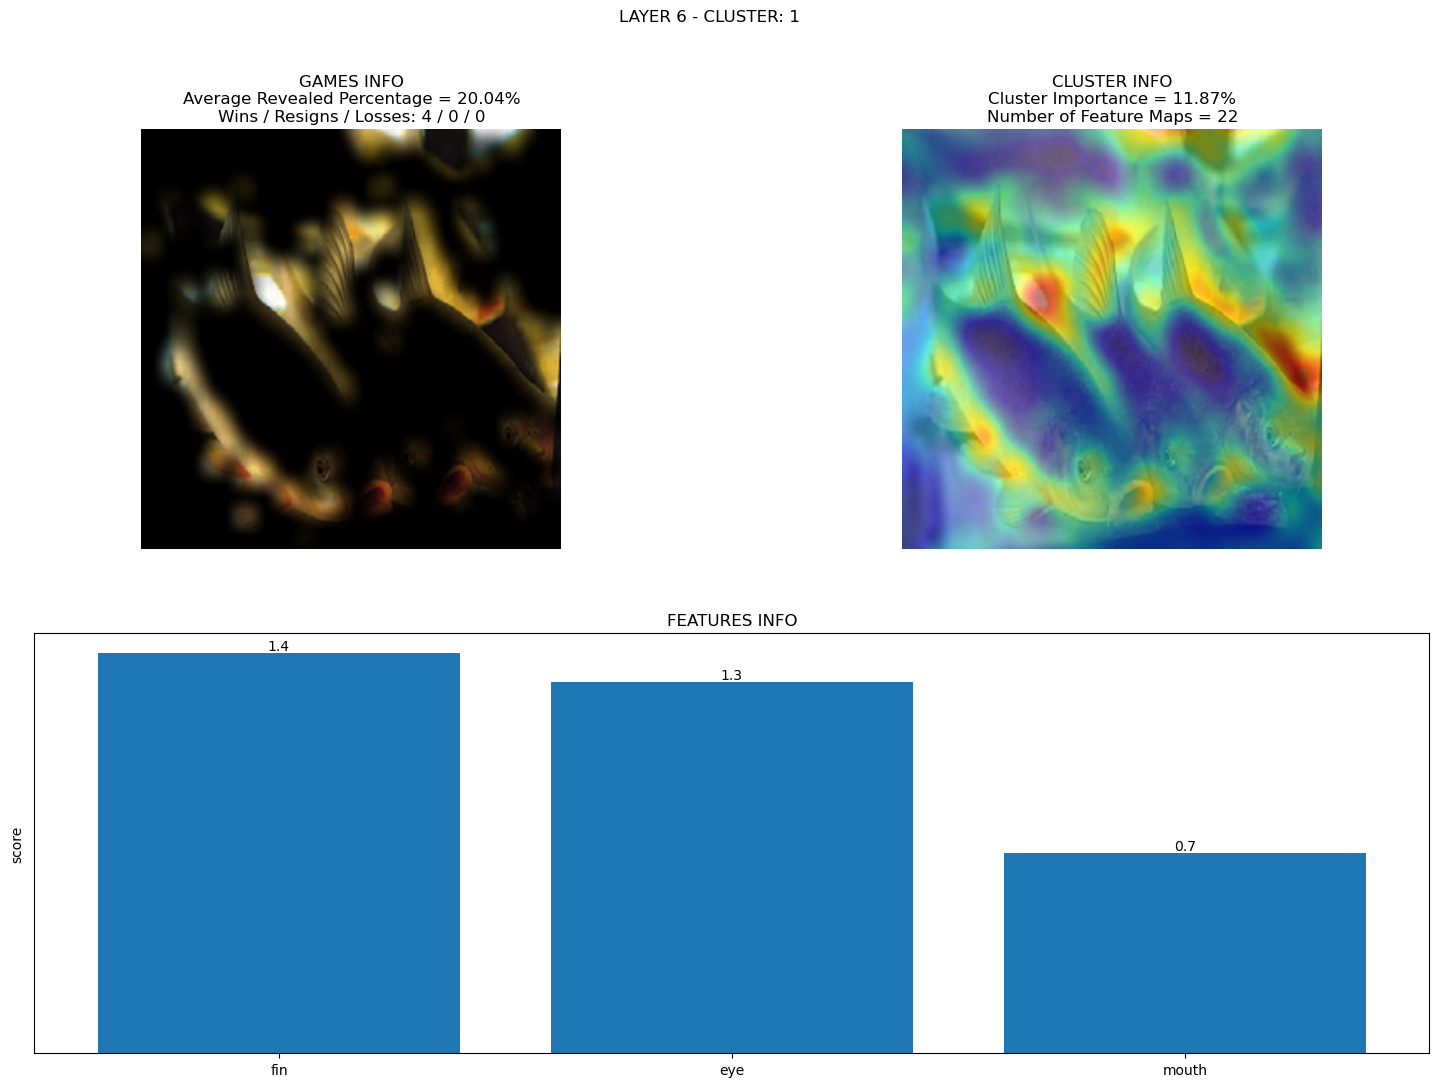 LAYER 6 - CLUSTER: 1
GAMES INFO
Average Revealed Percentage = 20.04%
Wins / Resigns / Losses: 4 / 0 / 0
CLUSTER INFO
Cluster Importance = 11.87%
Number of Feature Maps = 22
FEATURES INFO
score
1.4
1.3
0.7
fin
eye
mouth